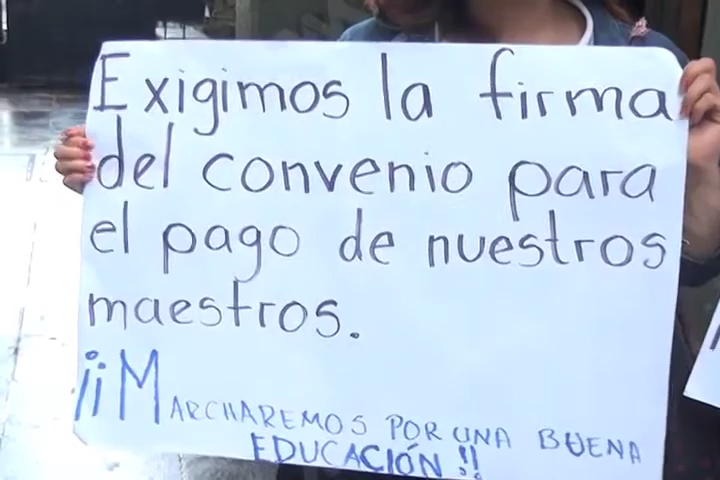 Exigimos la firma
del convenio para
el pago de nuestros
maestros.
¡¡MARCHAREMOS POR UNA BUENA
EDUCACIÓN!!